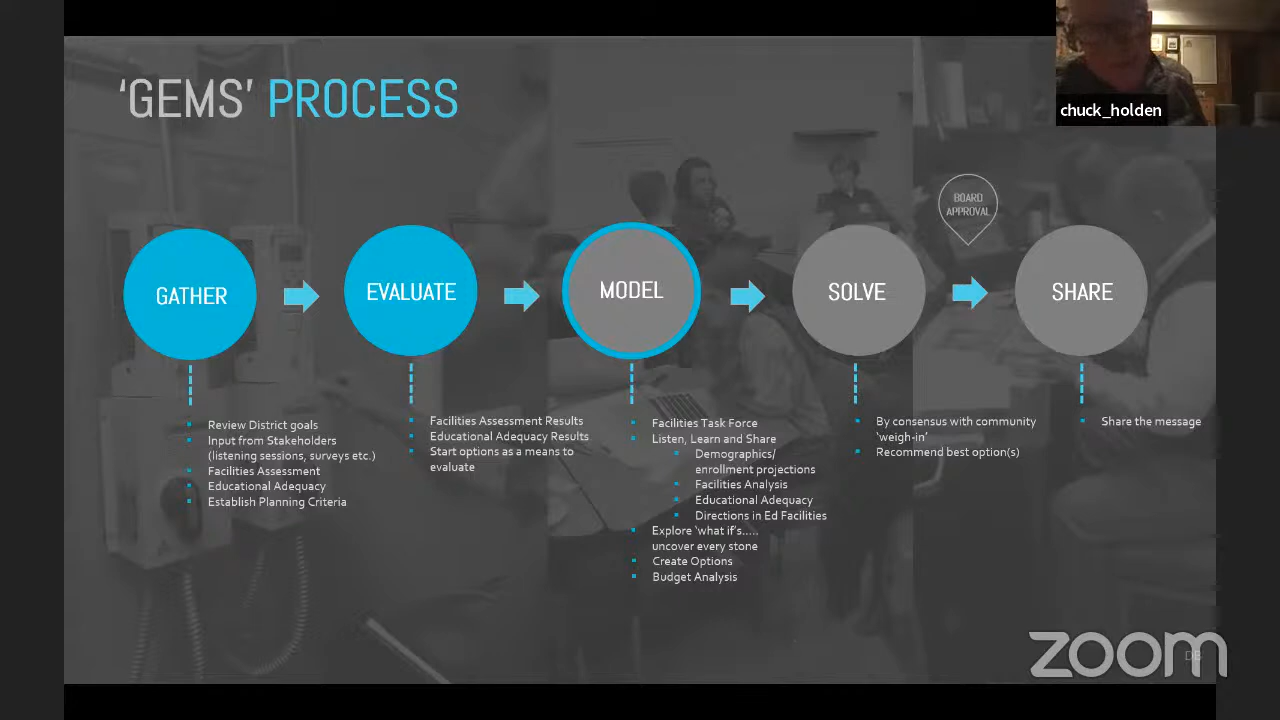 ‘GEMS’ PROCESS
chuck_holden
BOARD
APPROVAL
GATHER
EVALUATE
MODEL
SOLVE
SHARE
Review District goals
Input from Stakeholders
(listening sessions, surveys etc.)
Facilities Assessment
Educational Adequacy
Establish Planning Criteria
Facilities Assessment Results
Educational Adequacy Results
Start options as a means to
evaluate
Facilities Task Force
Listen, Learn and Share
Demographics/
enrollment projections
Facilities Analysis
Educational Adequacy
Directions in Ed Facilities
Explore ‘what if’s…..
uncover every stone
Create Options
Budget Analysis
By consensus with community
‘weigh-in’
Recommend best option(s)
Share the message
DB
zoom